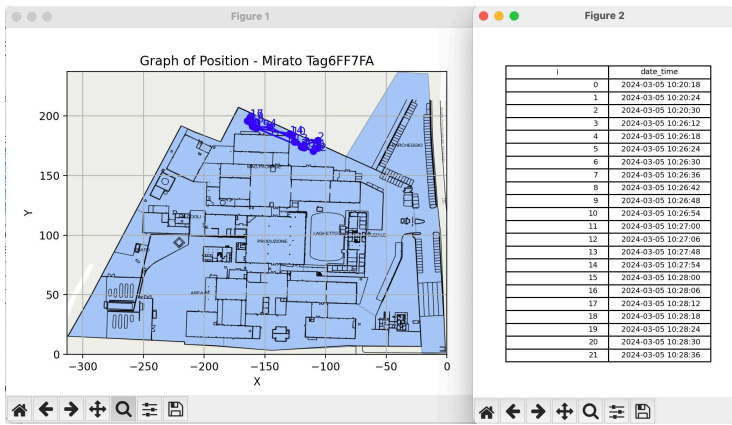 Figure 1
Graph of Position - Mirato Tag6FF7FA
Y
200
150
100
50
0
−300
−250
−200
−150
−100
−50
0
X
PARCHEGGIO
LAGHETTO
PRODUZIONE
Figure 2
i date_time
0 2024-03-05 10:20:18
1 2024-03-05 10:20:24
2 2024-03-05 10:20:30
3 2024-03-05 10:26:12
4 2024-03-05 10:26:18
5 2024-03-05 10:26:24
6 2024-03-05 10:26:30
7 2024-03-05 10:26:36
8 2024-03-05 10:26:42
9 2024-03-05 10:26:48
10 2024-03-05 10:26:54
11 2024-03-05 10:27:00
12 2024-03-05 10:27:06
13 2024-03-05 10:27:48
14 2024-03-05 10:27:54
15 2024-03-05 10:28:00
16 2024-03-05 10:28:06
17 2024-03-05 10:28:12
18 2024-03-05 10:28:18
19 2024-03-05 10:28:24
20 2024-03-05 10:28:30
21 2024-03-05 10:28:36